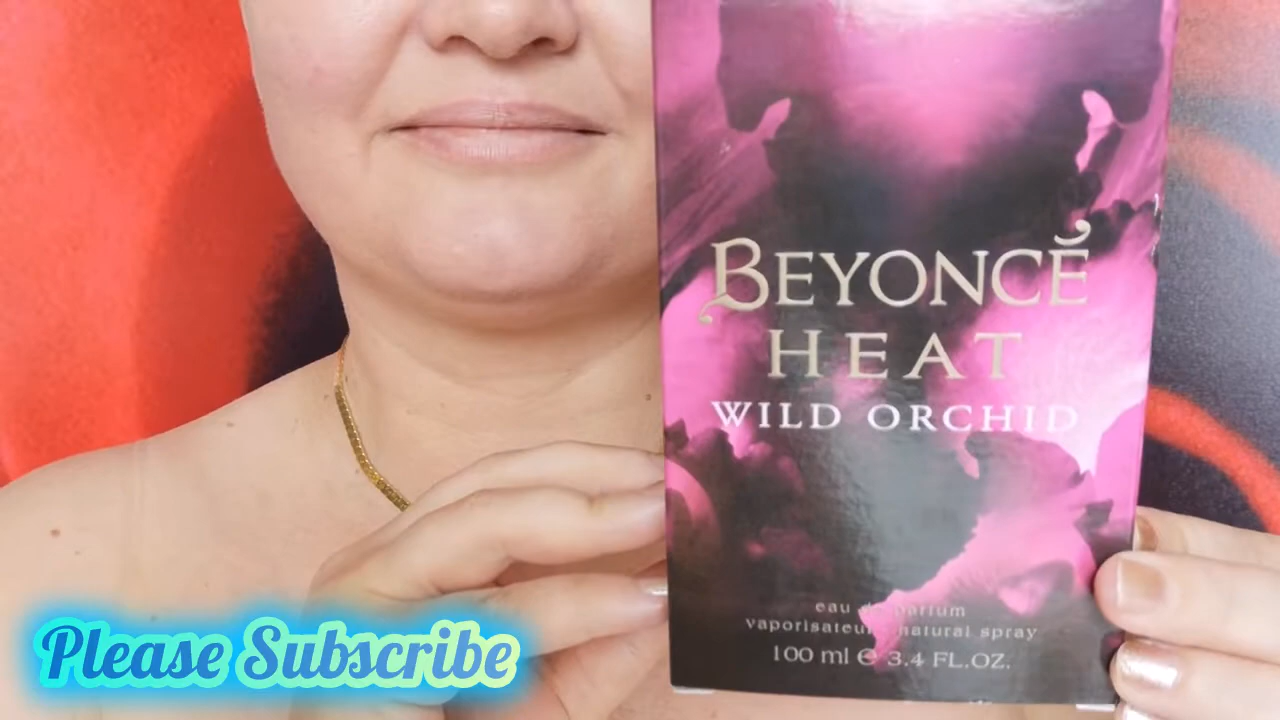 BEYONCÉ
HEAT
WILD ORCHID
eau de parfum
vaporisateur natural spray
100 ml e 3.4 FL.OZ.
Please Subscribe